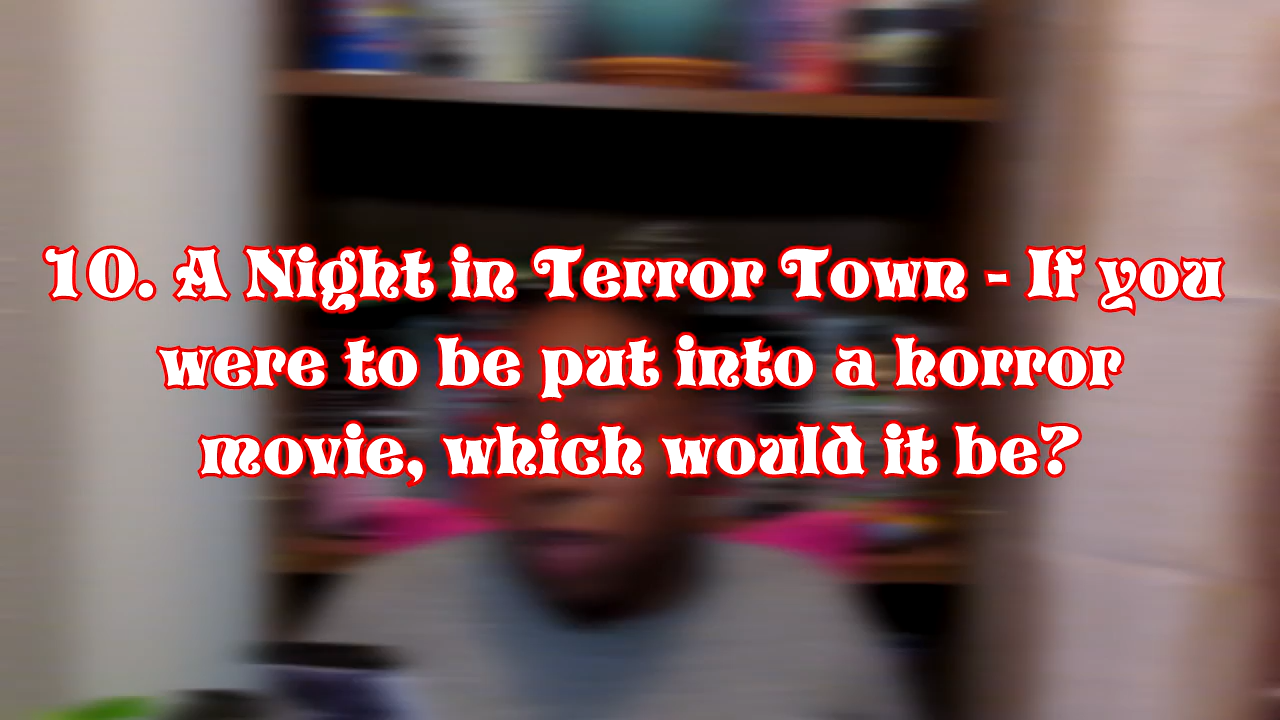 10. A Night in Terror Town - If you
were to be put into a horror
movie, which would it be?